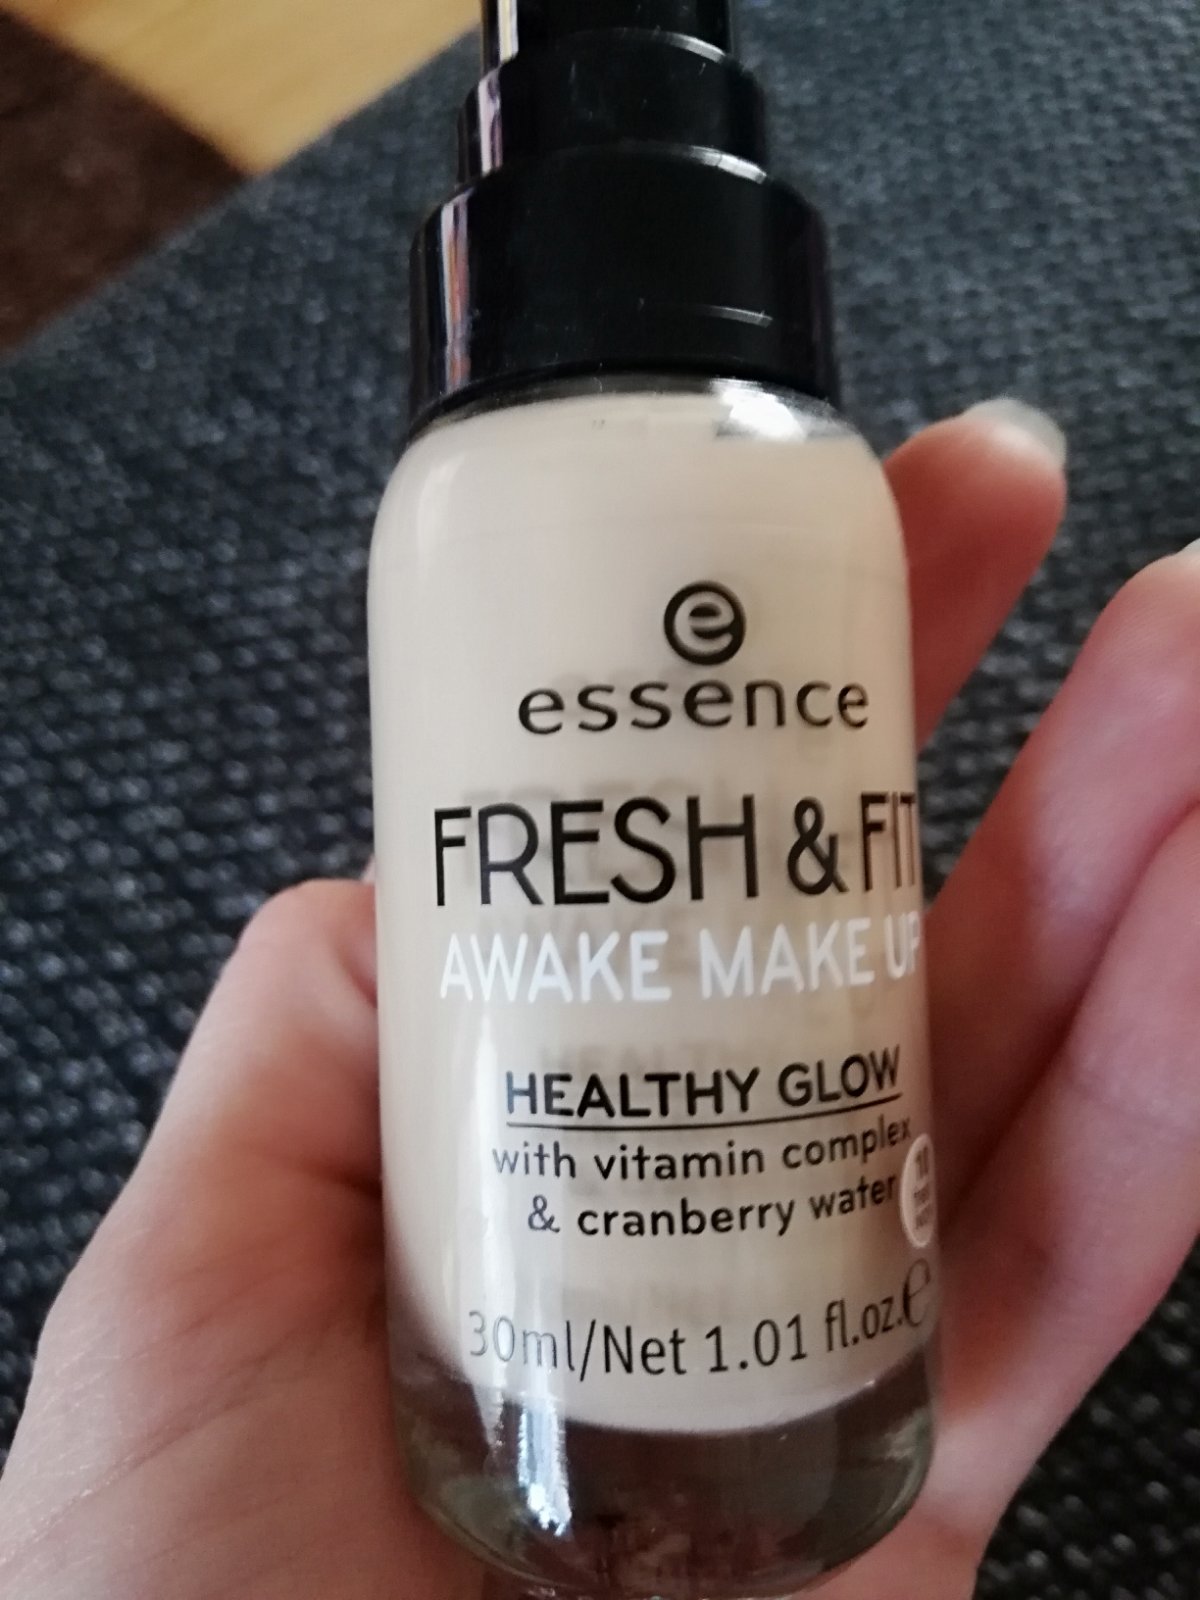 e
essence
FRESH & FIT
AWAKE MAKE UP
HEALTHY GLOW
with vitamin complex
& cranberry water
10
30ml/Net 1.01 fl.oz.℮